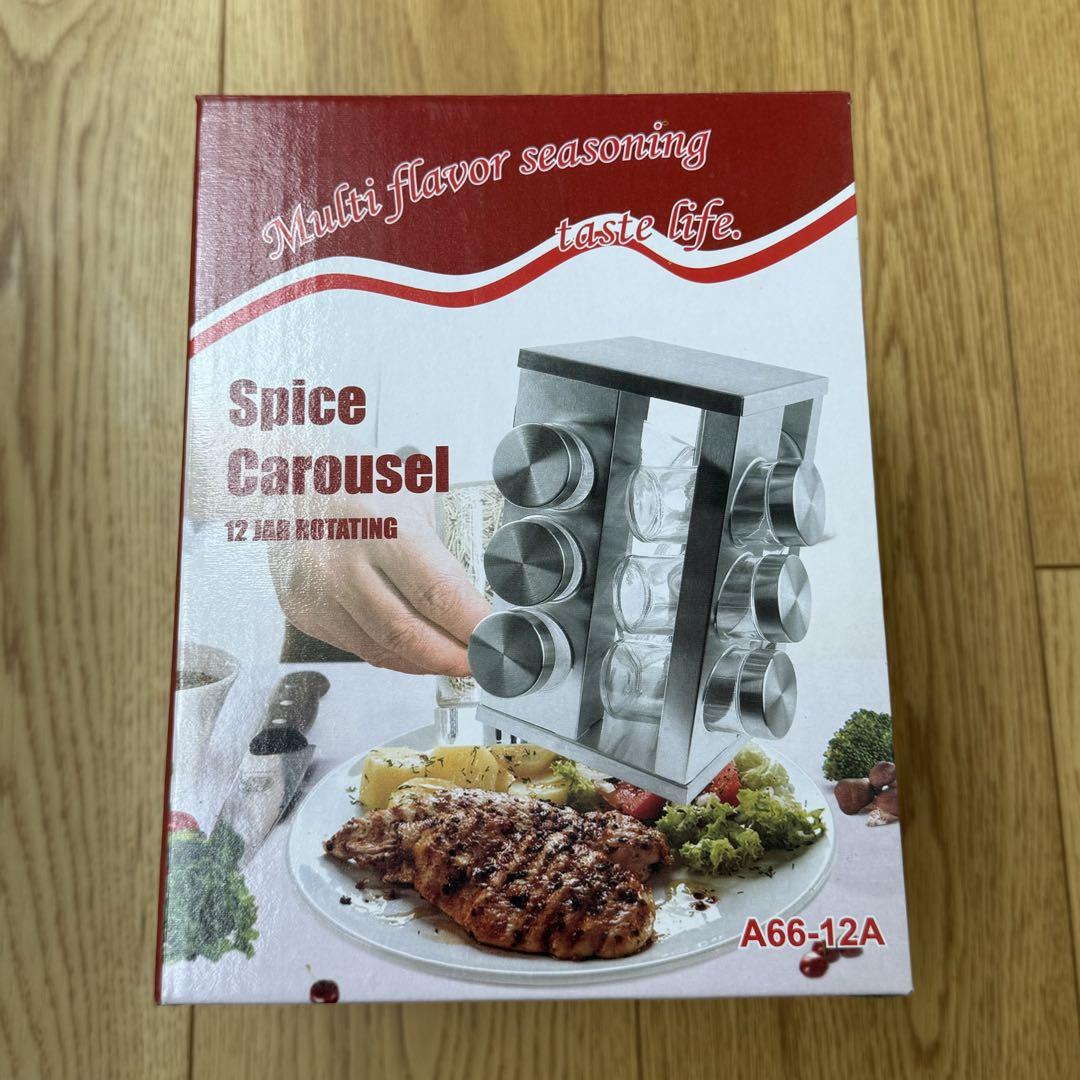 Multi flavor seasoning
taste life.
Spice
Carousel
12 JAR ROTATING
A66-12A